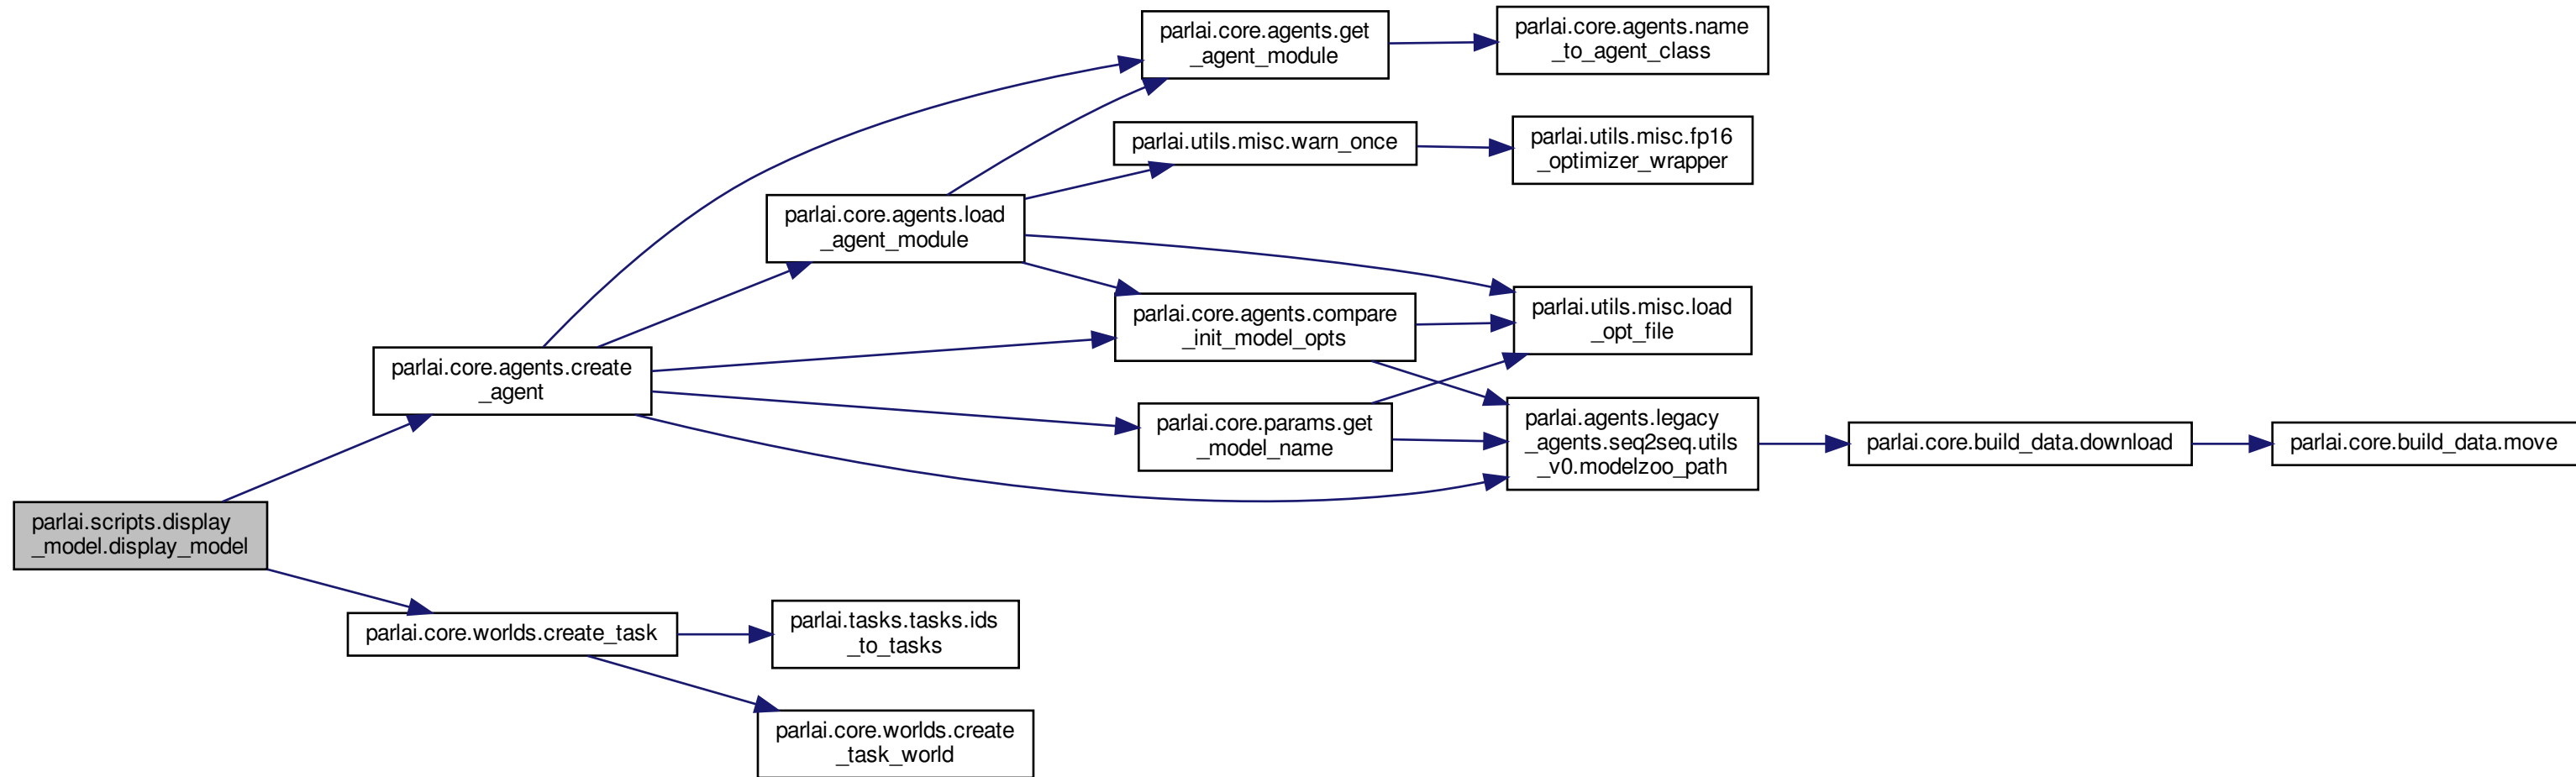 parlai.scripts.display
_model.display_model
parlai.core.agents.create
_agent
parlai.core.worlds.create_task
parlai.core.agents.load
_agent_module
parlai.tasks.tasks.ids
_to_tasks
parlai.core.worlds.create
_task_world
parlai.core.agents.get
_agent_module
parlai.utils.misc.warn_once
parlai.core.agents.compare
_init_model_opts
parlai.core.params.get
_model_name
parlai.core.agents.name
_to_agent_class
parlai.utils.misc.fp16
_optimizer_wrapper
parlai.utils.misc.load
_opt_file
parlai.agents.legacy
_agents.seq2seq.utils
_v0.modelzoo_path
parlai.core.build_data.download
parlai.core.build_data.move